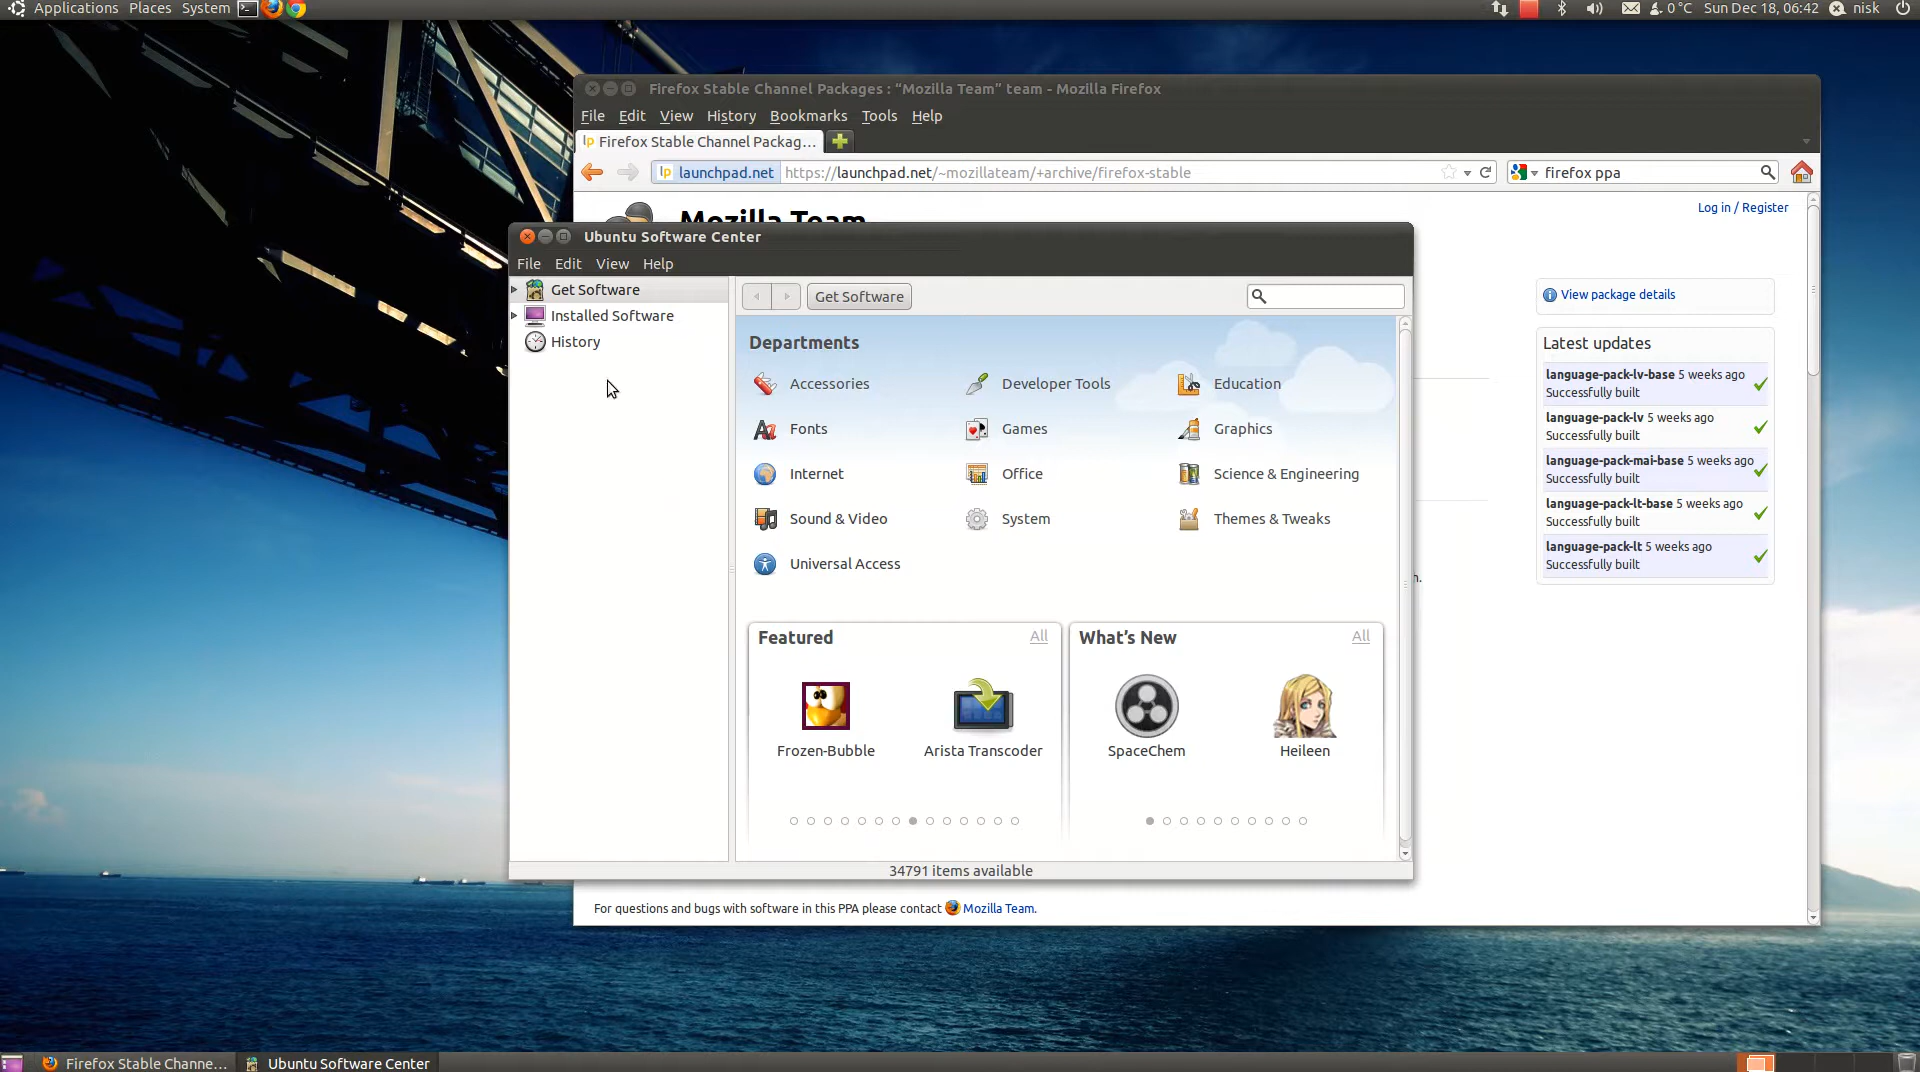 Applications Places System
0 °C Sun Dec 18, 06:42 nisk
Firefox Stable Channel Packages : “Mozilla Team” team - Mozilla Firefox
File Edit View History Bookmarks Tools Help
Firefox Stable Channel Packag...
launchpad.net https://launchpad.net/~mozillateam/+archive/firefox-stable
firefox ppa
Mozilla Team
Log in / Register
Ubuntu Software Center
File Edit View Help
Get Software
Installed Software
History
Get Software
Departments
Accessories Developer Tools Education
Fonts Games Graphics
Internet Office Science & Engineering
Sound & Video System Themes & Tweaks
Universal Access
Featured All
Frozen-Bubble Arista Transcoder
What’s New All
SpaceChem Heileen
34791 items available
View package details
Latest updates
language-pack-lv-base 5 weeks ago
Successfully built
language-pack-lv 5 weeks ago
Successfully built
language-pack-mai-base 5 weeks ago
Successfully built
language-pack-lt-base 5 weeks ago
Successfully built
language-pack-lt 5 weeks ago
Successfully built
h.
For questions and bugs with software in this PPA please contact Mozilla Team.
Firefox Stable Channe... Ubuntu Software Center